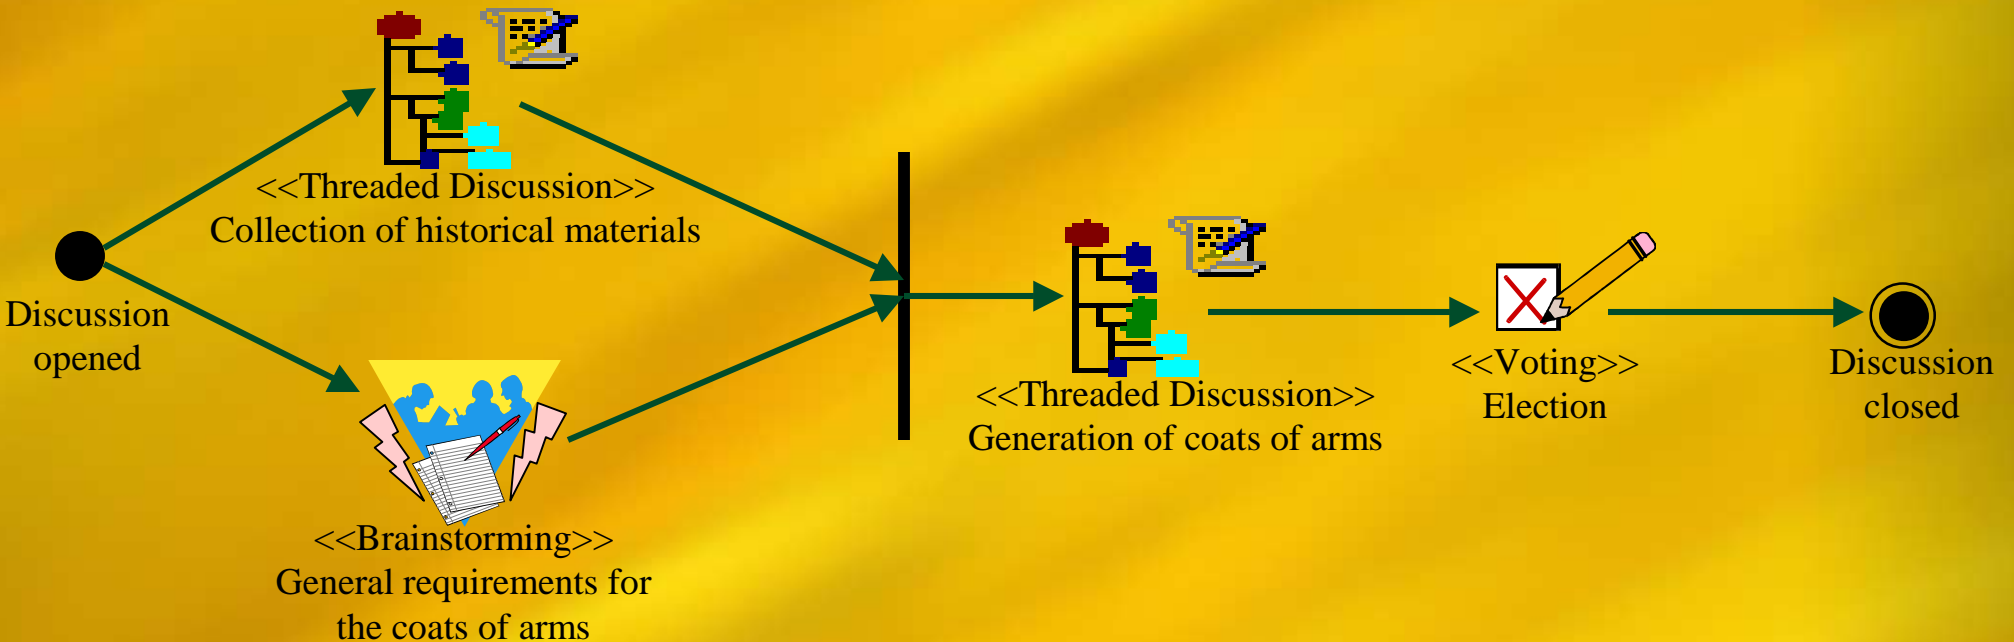 <<Threaded Discussion>>
Collection of historical materials
Discussion
opened
<<Brainstorming>>
General requirements for
the coats of arms
<<Threaded Discussion>>
Generation of coats of arms
<<Voting>>
Election
Discussion
closed